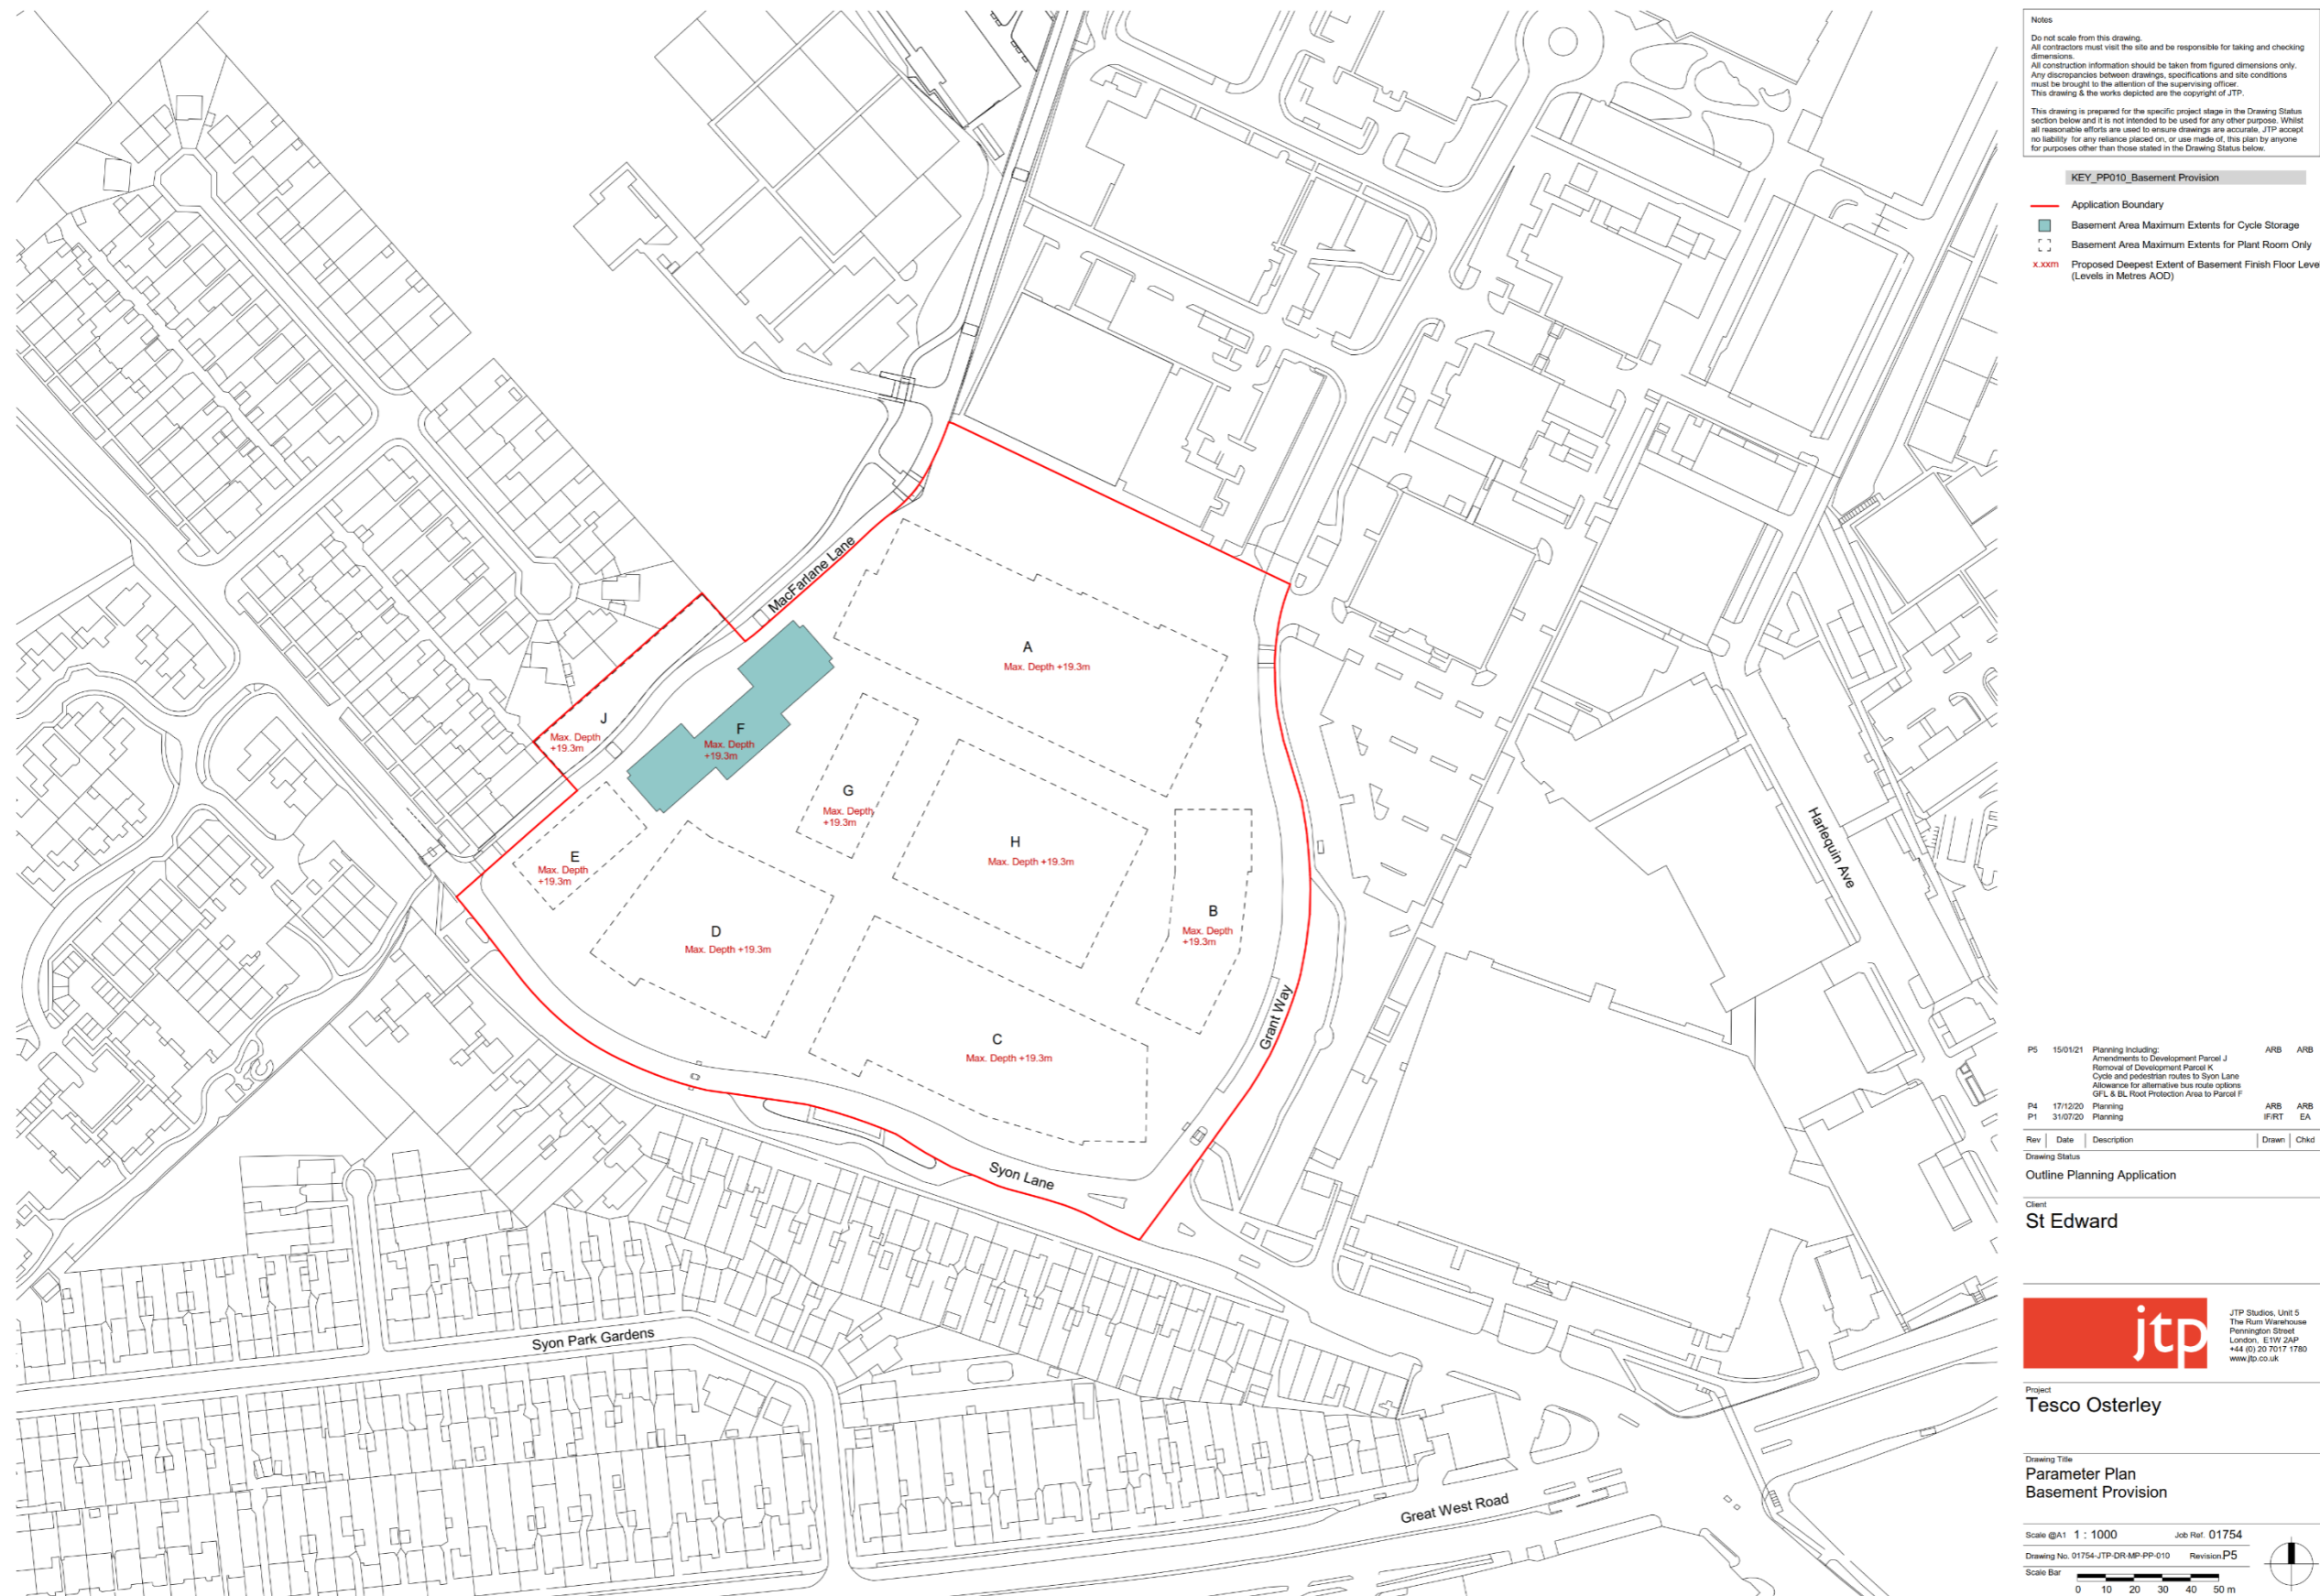 Notes
Do not scale from this drawing.
All contractors must visit the site and be responsible for taking and checking
dimensions.
All construction information should be taken from figured dimensions only.
Any discrepancies between drawings, specifications and site conditions
must be brought to the attention of the supervising officer.
This drawing & the works depicted are the copyright of JTP.
This drawing is prepared for the specific project stage in the Drawing Status
section below and it is not intended to be used for any other purpose. Whilst
all reasonable efforts are used to ensure drawings are accurate, JTP accept
no liability for any reliance placed on, or use made of, this plan by anyone
for purposes other than those stated in the Drawing Status below.
KEY_PP010_Basement Provision
Application Boundary
Basement Area Maximum Extents for Cycle Storage
Basement Area Maximum Extents for Plant Room Only
x.xxm Proposed Deepest Extent of Basement Finish Floor Leve
(Levels in Metres AOD)
MacFarlane Lane
A
Max. Depth +19.3m
J
Max. Depth
+19.3m
F
Max. Depth
+19.3m
G
Max. Depth
+19.3m
H
Max. Depth +19.3m
E
Max. Depth
+19.3m
B
Max. Depth
+19.3m
D
Max. Depth +19.3m
C
Max. Depth +19.3m
Harlequin Ave
Grant Way
Syon Lane
Syon Park Gardens
Great West Road
P5 15/01/21 Planning Including: ARB ARB
Amendments to Development Parcel J
Removal of Development Parcel K
Cycle and pedestrian routes to Syon Lane
Allowance for alternative bus route options
GFL & BL Root Protection Area to Parcel F
P4 17/12/20 Planning ARB ARB
P1 31/07/20 Planning IF/RT EA
Rev Date Description Drawn Chkd
Drawing Status
Outline Planning Application
Client
St Edward
jtp
JTP Studios, Unit 5
The Rum Warehouse
Pennington Street
London, E1W 2AP
+44 (0) 20 7017 1780
www.jtp.co.uk
Project
Tesco Osterley
Drawing Title
Parameter Plan
Basement Provision
Scale @A1 1 : 1000 Job Ref. 01754
Drawing No. 01754-JTP-DR-MP-PP-010 Revision.P5
Scale Bar
0 10 20 30 40 50 m